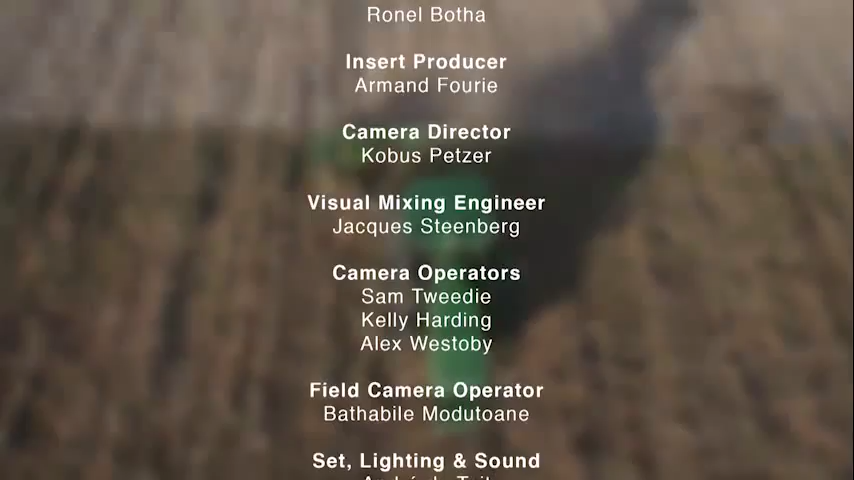 Ronel Botha
Insert Producer
Armand Fourie
Camera Director
Kobus Petzer
Visual Mixing Engineer
Jacques Steenberg
Camera Operators
Sam Tweedie
Kelly Harding
Alex Westoby
Field Camera Operator
Bathabile Modutoane
Set, Lighting & Sound